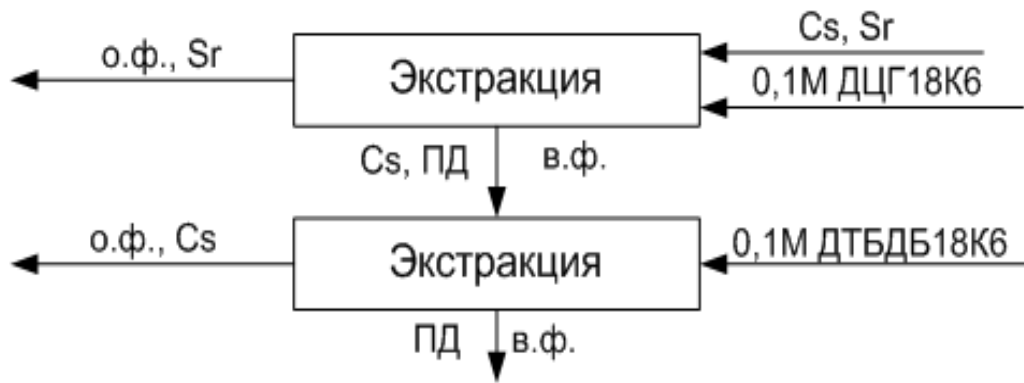 Cs, Sr
о.ф., Sr
Экстракция
0,1М ДЦГ18К6
Cs, ПД
в.ф.
о.ф., Cs
Экстракция
0,1М ДТБДБ18К6
ПД
в.ф.